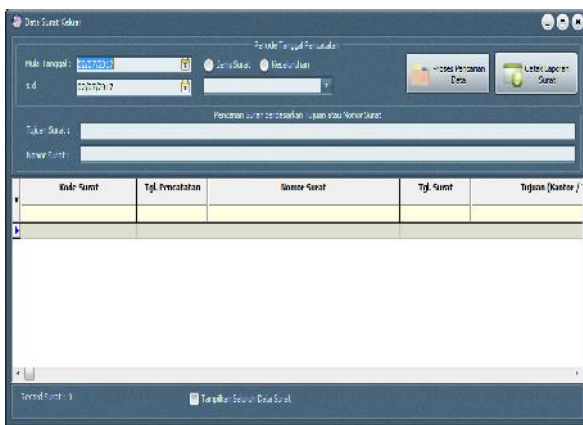 Data Surat Keluar
Periode Tanggal Pencatatan
Mulai Tanggal :
Jenis Surat
Keseluruhan
Proses Pencarian
Data
Cetak Laporan
Surat
s.d
Pencarian Surat berdasarkan Tujuan atau Nomor Surat
Tujuan Surat :
Nomor Surat :
Kode Surat
Tgl. Pencatatan
Nomor Surat
Tgl. Surat
Tujuan (Kantor /
Record Surat :
Tampilkan Seluruh Data Surat